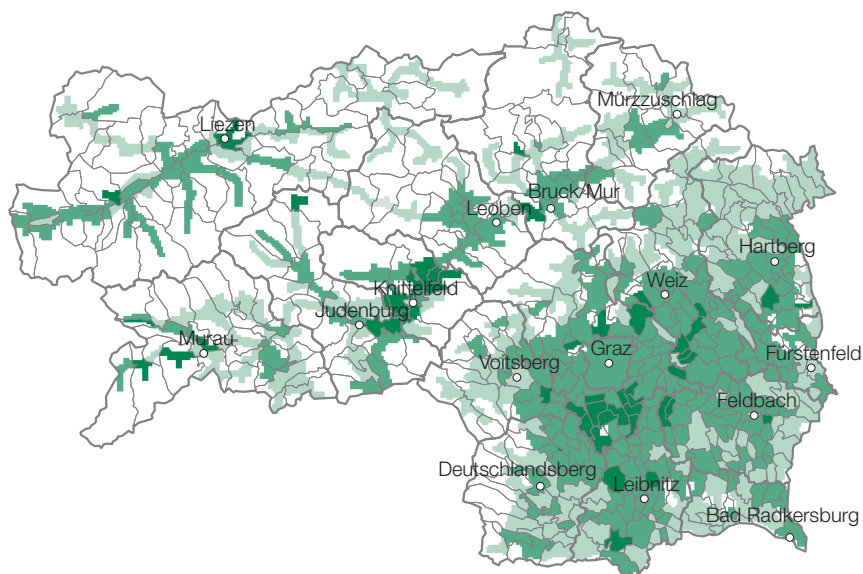 Mürzzuschlag
Liezen
Bruck/Mur
Leoben
Hartberg
Weiz
Knittelfeld
Judenburg
Murau
Graz
Voitsberg
Fürstenfeld
Feldbach
Deutschlandsberg
Leibnitz
Bad Radkersburg